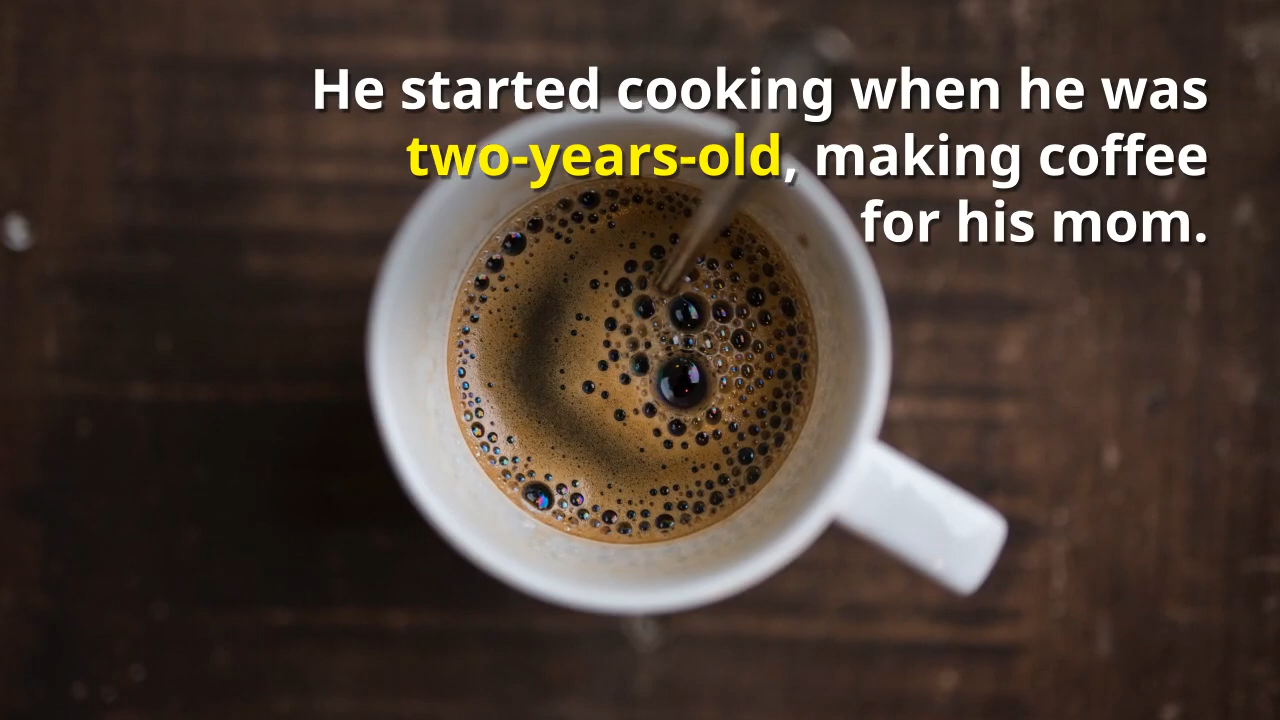 He started cooking when he was
two-years-old, making coffee
for his mom.